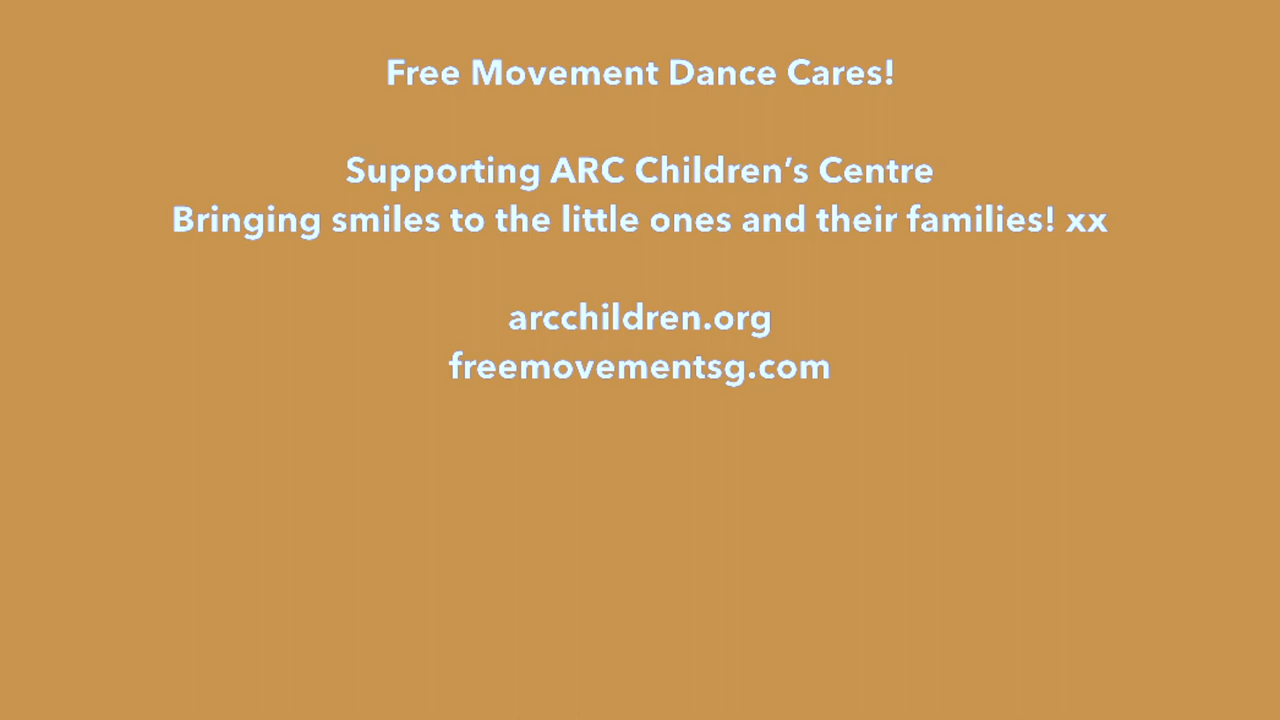 Free Movement Dance Cares!
Supporting ARC Children’s Centre
Bringing smiles to the little ones and their families! xx
arcchildren.org
freemovementsg.com